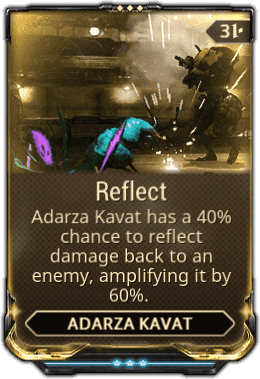 31
Reflect
Adarza Kavat has a 40%
chance to reflect
damage back to an
enemy, amplifying it by
60%.
ADARZA KAVAT